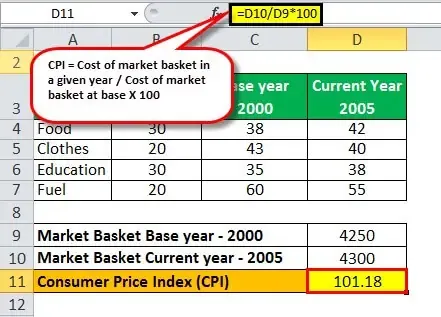 D11 fx =D10/D9*100
A B C D
2
CPI = Cost of market basket in
a given year / Cost of market
basket at base X 100
3 ase year 2000 Current Year 2005
4 Food 30 38 42
5 Clothes 20 43 40
6 Education 30 35 38
7 Fuel 20 60 55
8
9 Market Basket Base year - 2000 4250
10 Market Basket Current year - 2005 4300
11 Consumer Price Index (CPI) 101.18
12